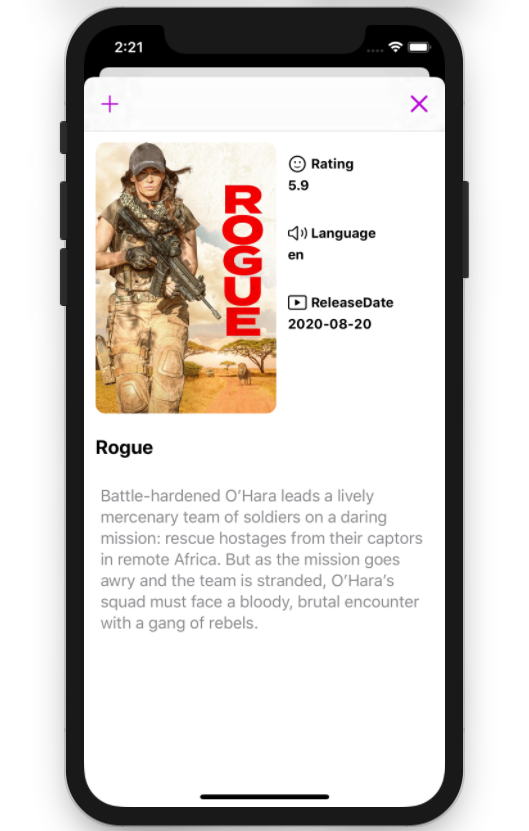 2:21
ROGUE
Rating
5.9
Language
en
ReleaseDate
2020-08-20
Rogue
Battle-hardened O’Hara leads a lively
mercenary team of soldiers on a daring
mission: rescue hostages from their captors
in remote Africa. But as the mission goes
awry and the team is stranded, O’Hara’s
squad must face a bloody, brutal encounter
with a gang of rebels.